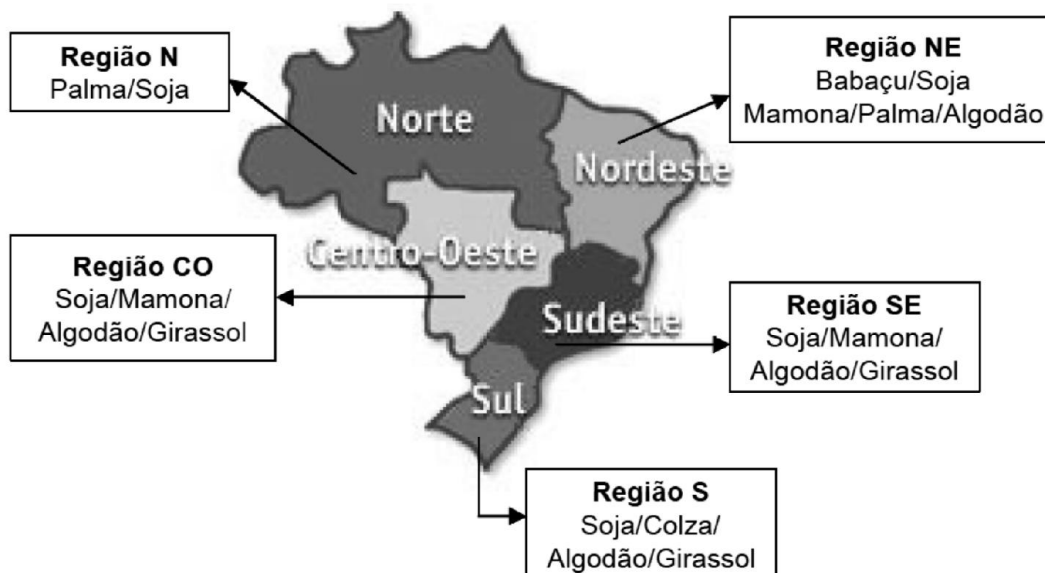 Região N
Palma/Soja
Região NE
Babaçu/Soja
Mamona/Palma/Algodão
Norte
Nordeste
Região CO
Soja/Mamona/
Algodão/Girassol
Centro-Oeste
Sudeste
Região SE
Soja/Mamona/
Algodão/Girassol
Sul
Região S
Soja/Colza/
Algodão/Girassol